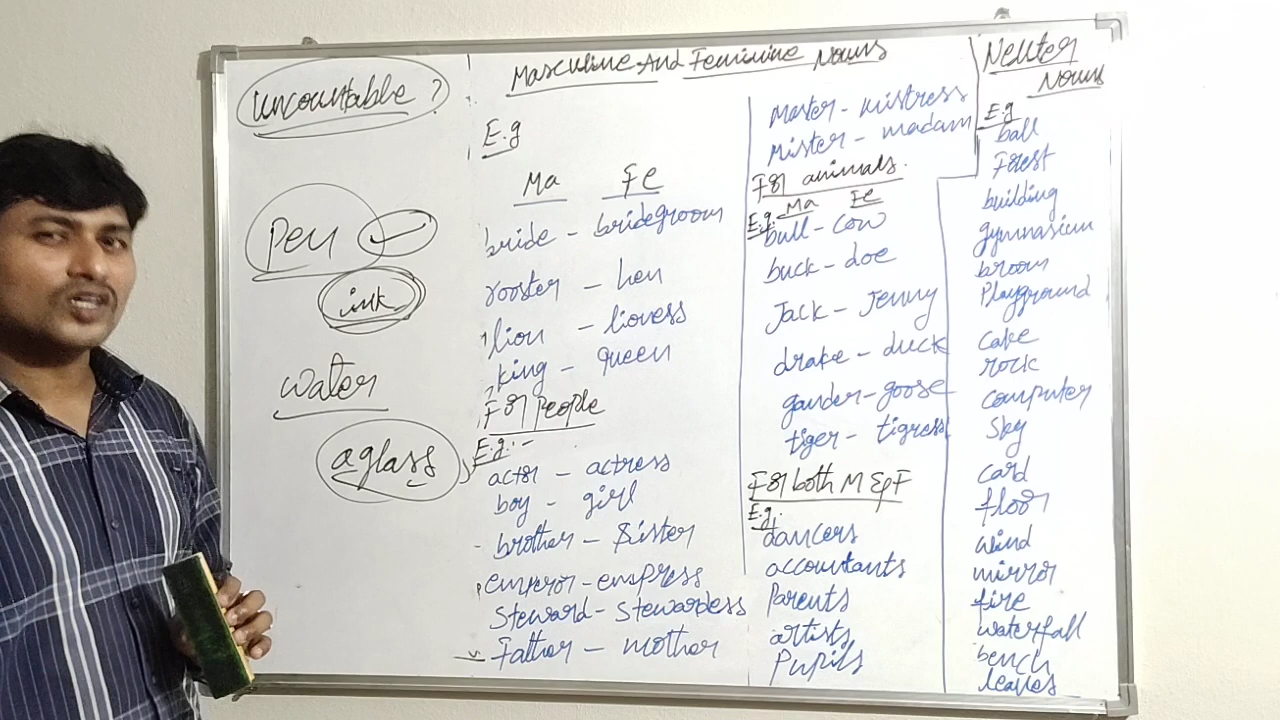 Uncountable ?
Pen
ink
water
a glass
Masculine And Feminine Nouns
E.g
Ma Fe
bride - bridegroom
rooster - hen
lion - lioness
king - queen
For People
E.g:-
actor - actress
boy - girl
brother - Sister
emperor - empress
Steward - Stewardess
Father - mother
Master - mistress
Mister - madam
For animals.
E.g: Ma Fe
bull - cow
buck - doe
Jack - Jenny
drake - duck
gander - goose
tiger - tigress
For both M & F
E.g:
dancers
accountants
Parents
artists
Pupils
Neuter
Nouns
E.g
ball
Forest
building
gymnasium
broom
Playground
cake
rock
computer
Sky
card
floor
wind
mirror
fire
waterfall
bench
leaves